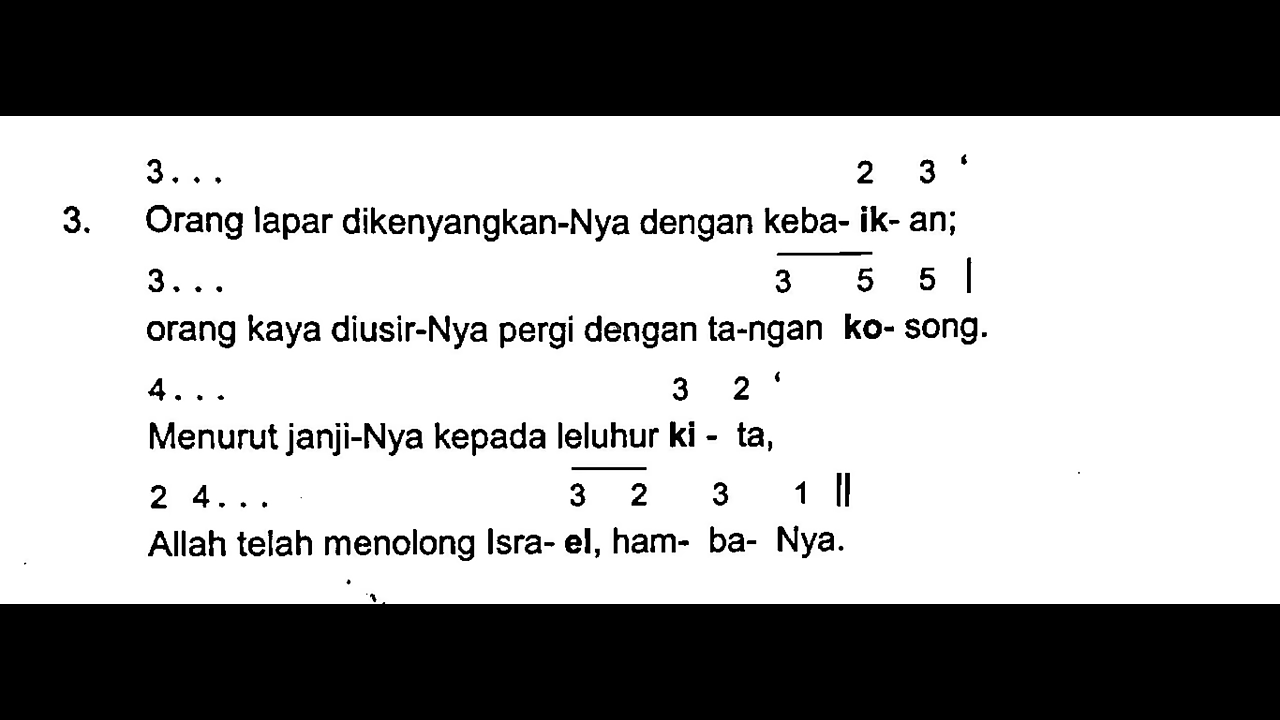 3. . . 2 3 ‘
3. Orang lapar dikenyangkan-Nya dengan keba- ik- an;
3. . . 3 5 5 |
orang kaya diusir-Nya pergi dengan ta-ngan ko- song.
4. . . 3 2 ‘
Menurut janji-Nya kepada leluhur ki - ta,
2 4. . . 3 2 3 1 ||
Allah telah menolong Isra- el, ham- ba- Nya.